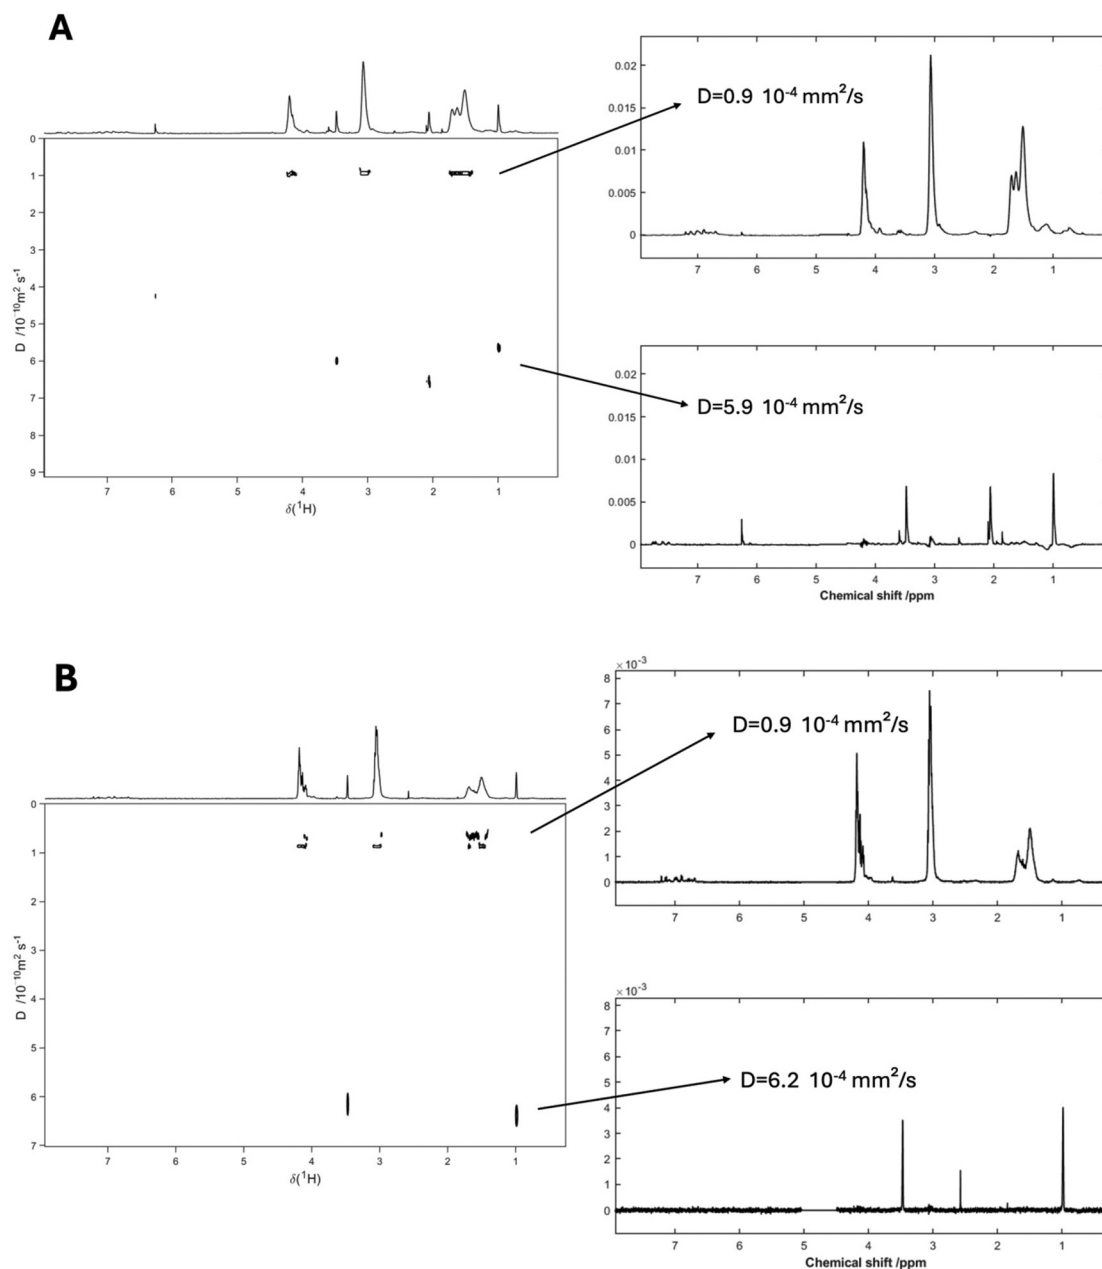 A
0
1
2
3
4
5
6
7
8
9
D /10⁻¹⁰m² s⁻¹
7 6 5 4 3 2 1
δ(¹H)
D=0.9 10⁻⁴ mm²/s
0.02
0.015
0.01
0.005
0
7 6 5 4 3 2 1
D=5.9 10⁻⁴ mm²/s
0.02
0.015
0.01
0.005
0
7 6 5 4 3 2 1
Chemical shift /ppm
B
0
1
2
3
4
5
6
7
D /10⁻¹⁰m² s⁻¹
7 6 5 4 3 2 1
δ(¹H)
×10⁻³
D=0.9 10⁻⁴ mm²/s
8
7
6
5
4
3
2
1
0
7 6 5 4 3 2 1
×10⁻³
D=6.2 10⁻⁴ mm²/s
8
7
6
5
4
3
2
1
0
7 6 5 4 3 2 1
Chemical shift /ppm